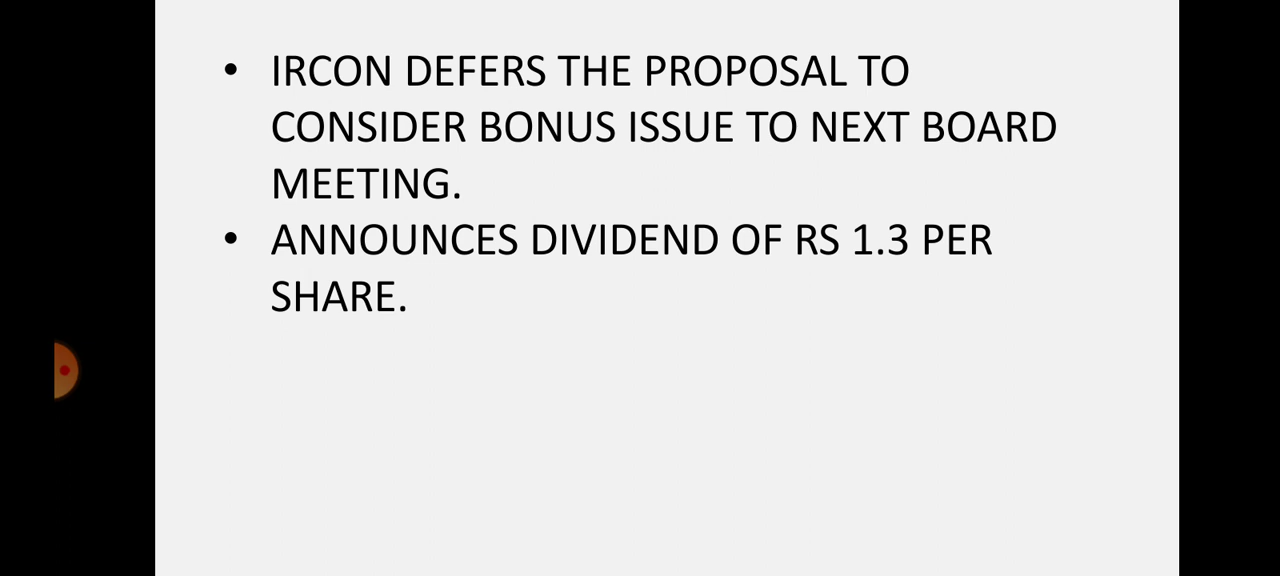 • IRCON DEFERS THE PROPOSAL TO
CONSIDER BONUS ISSUE TO NEXT BOARD
MEETING.
• ANNOUNCES DIVIDEND OF RS 1.3 PER
SHARE.